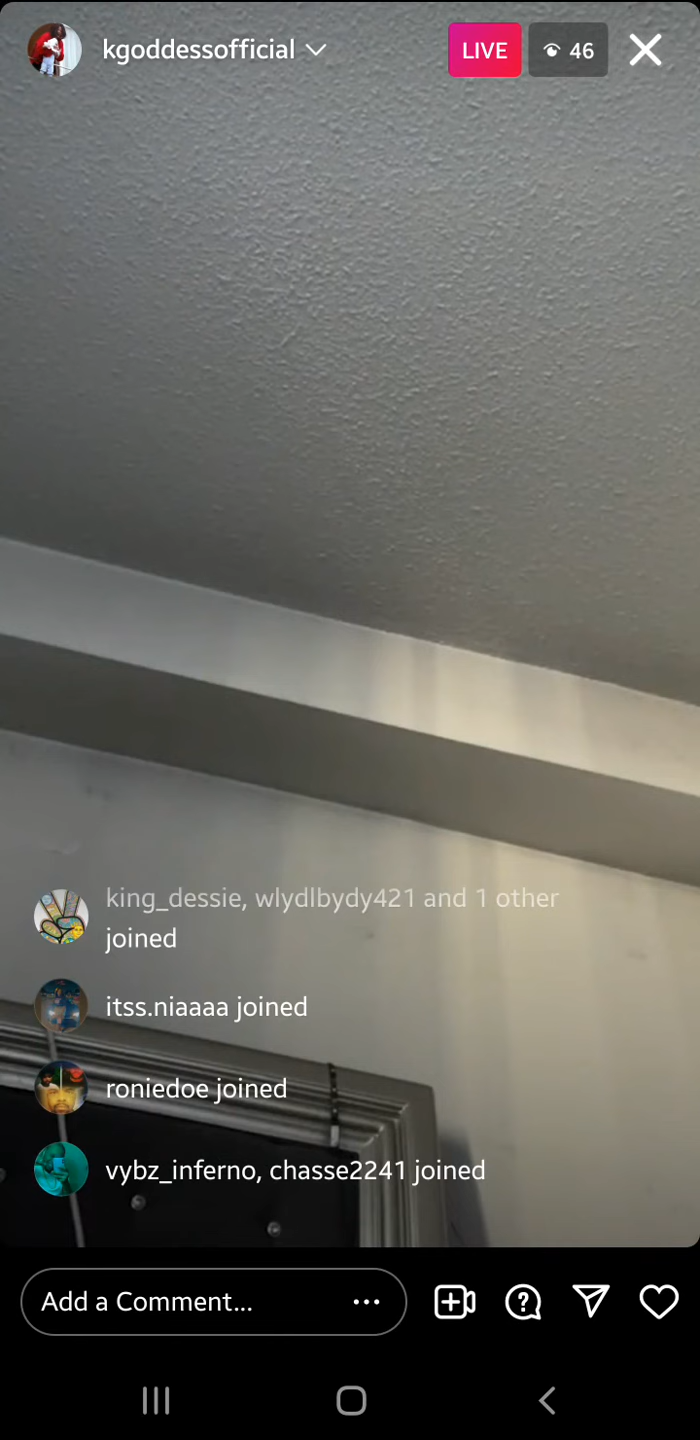 kgoddessofficial
LIVE
46
king_dessie, wlydlbydy421 and 1 other
joined
itss.niaaaa joined
roniedoe joined
vybz_inferno, chasse2241 joined
Add a Comment...